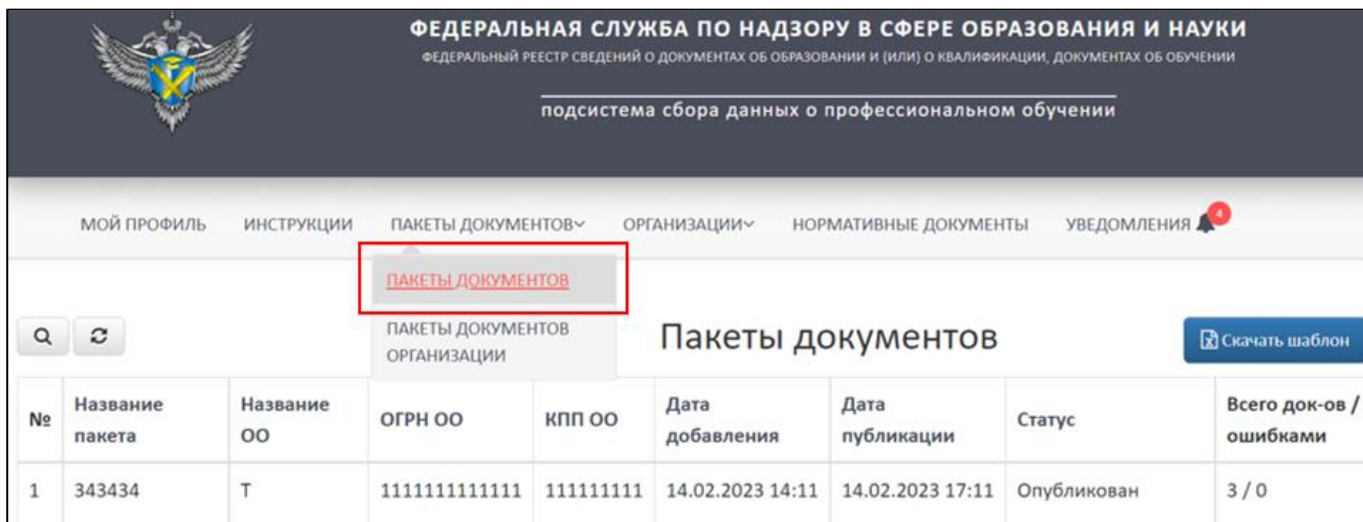 ФЕДЕРАЛЬНАЯ СЛУЖБА ПО НАДЗОРУ В СФЕРЕ ОБРАЗОВАНИЯ И НАУКИ
ФЕДЕРАЛЬНЫЙ РЕЕСТР СВЕДЕНИЙ О ДОКУМЕНТАХ ОБ ОБРАЗОВАНИИ И (ИЛИ) О КВАЛИФИКАЦИИ, ДОКУМЕНТАХ ОБ ОБУЧЕНИИ
подсистема сбора данных о профессиональном обучении
МОЙ ПРОФИЛЬ ИНСТРУКЦИИ ПАКЕТЫ ДОКУМЕНТОВ ОРГАНИЗАЦИИ НОРМАТИВНЫЕ ДОКУМЕНТЫ УВЕДОМЛЕНИЯ 4
ПАКЕТЫ ДОКУМЕНТОВ
ПАКЕТЫ ДОКУМЕНТОВ
ОРГАНИЗАЦИИ
Пакеты документов
Скачать шаблон
№ Название пакета Название ОО ОГРН ОО КПП ОО Дата добавления Дата публикации Статус Всего док-ов / ошибками
1 343434 Т 1111111111111 111111111 14.02.2023 14:11 14.02.2023 17:11 Опубликован 3 / 0